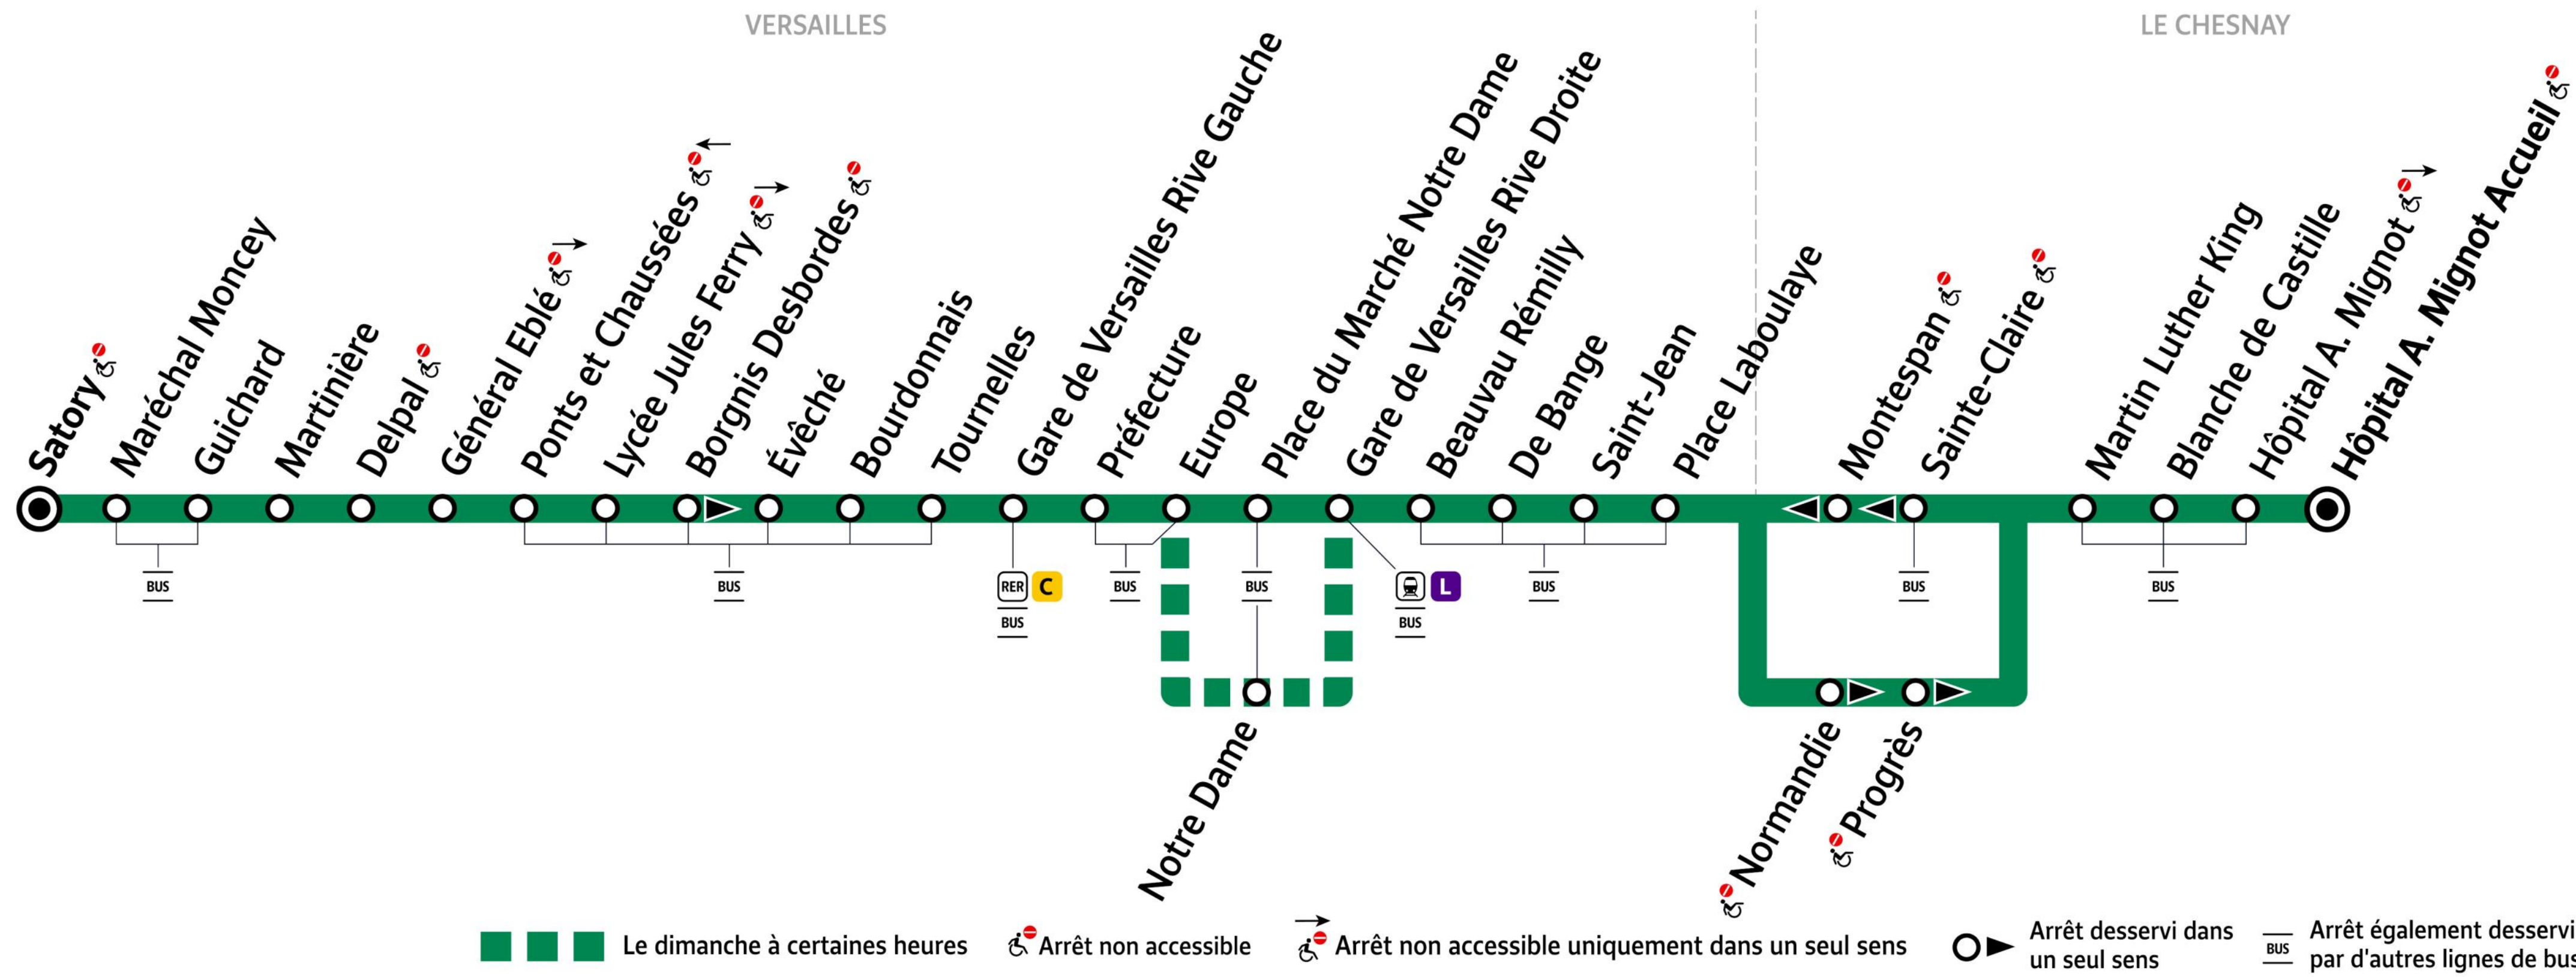 VERSAILLES
LE CHESNAY
Satory
Maréchal Moncey
Guichard
Martinière
Delpal
Général Eblé
Ponts et Chaussées
Lycée Jules Ferry
Borgnis Desbordes
Évêché
Bourdonnais
Tournelles
Gare de Versailles Rive Gauche
Préfecture
Europe
Place du Marché Notre Dame
Gare de Versailles Rive Droite
Beauvau Rémilly
De Bange
Saint-Jean
Place Laboulaye
Montespan
Sainte-Claire
Martin Luther King
Blanche de Castille
Hôpital A. Mignot
Hôpital A. Mignot Accueil
BUS
BUS
RER C
BUS
BUS
BUS
L
BUS
BUS
BUS
BUS
Notre Dame
Normandie
Progrès
Le dimanche à certaines heures
Arrêt non accessible
Arrêt non accessible uniquement dans un seul sens
Arrêt desservi dans
un seul sens
BUS
Arrêt également desservi
par d'autres lignes de bus